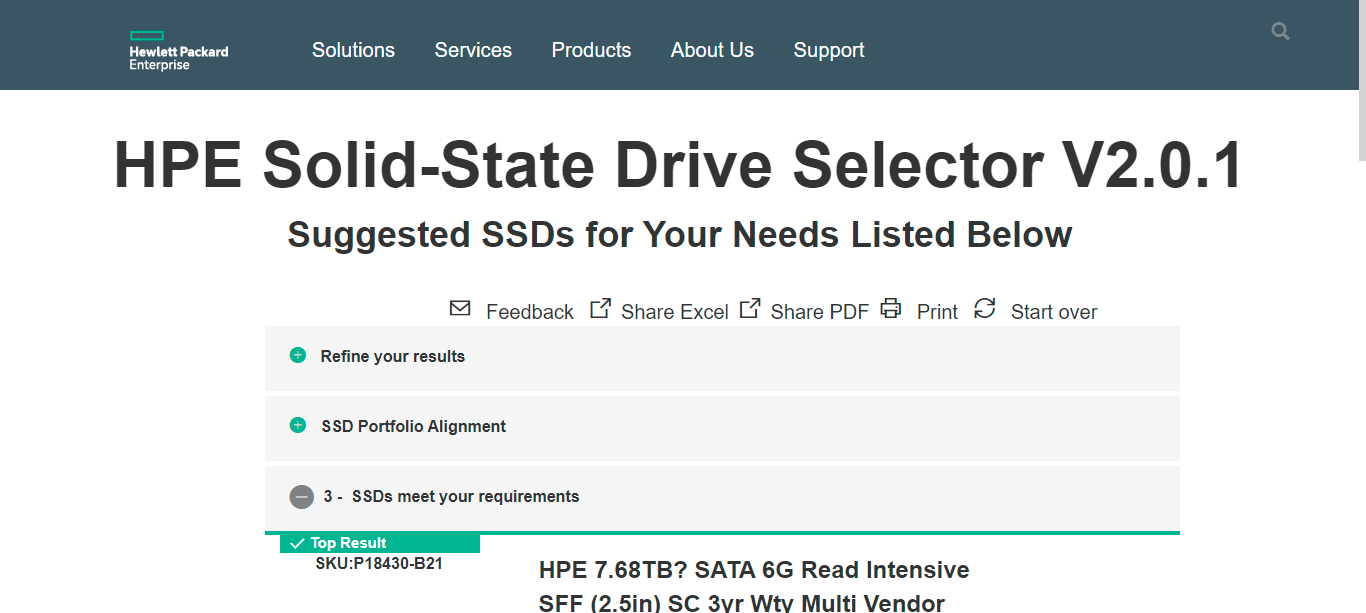 Hewlett Packard
Enterprise
Solutions Services Products About Us Support
HPE Solid-State Drive Selector V2.0.1
Suggested SSDs for Your Needs Listed Below
Feedback Share Excel Share PDF Print Start over
Refine your results
SSD Portfolio Alignment
3 - SSDs meet your requirements
Top Result
SKU:P18430-B21
HPE 7.68TB? SATA 6G Read Intensive
SFF (2.5in) SC 3yr Wty Multi Vendor